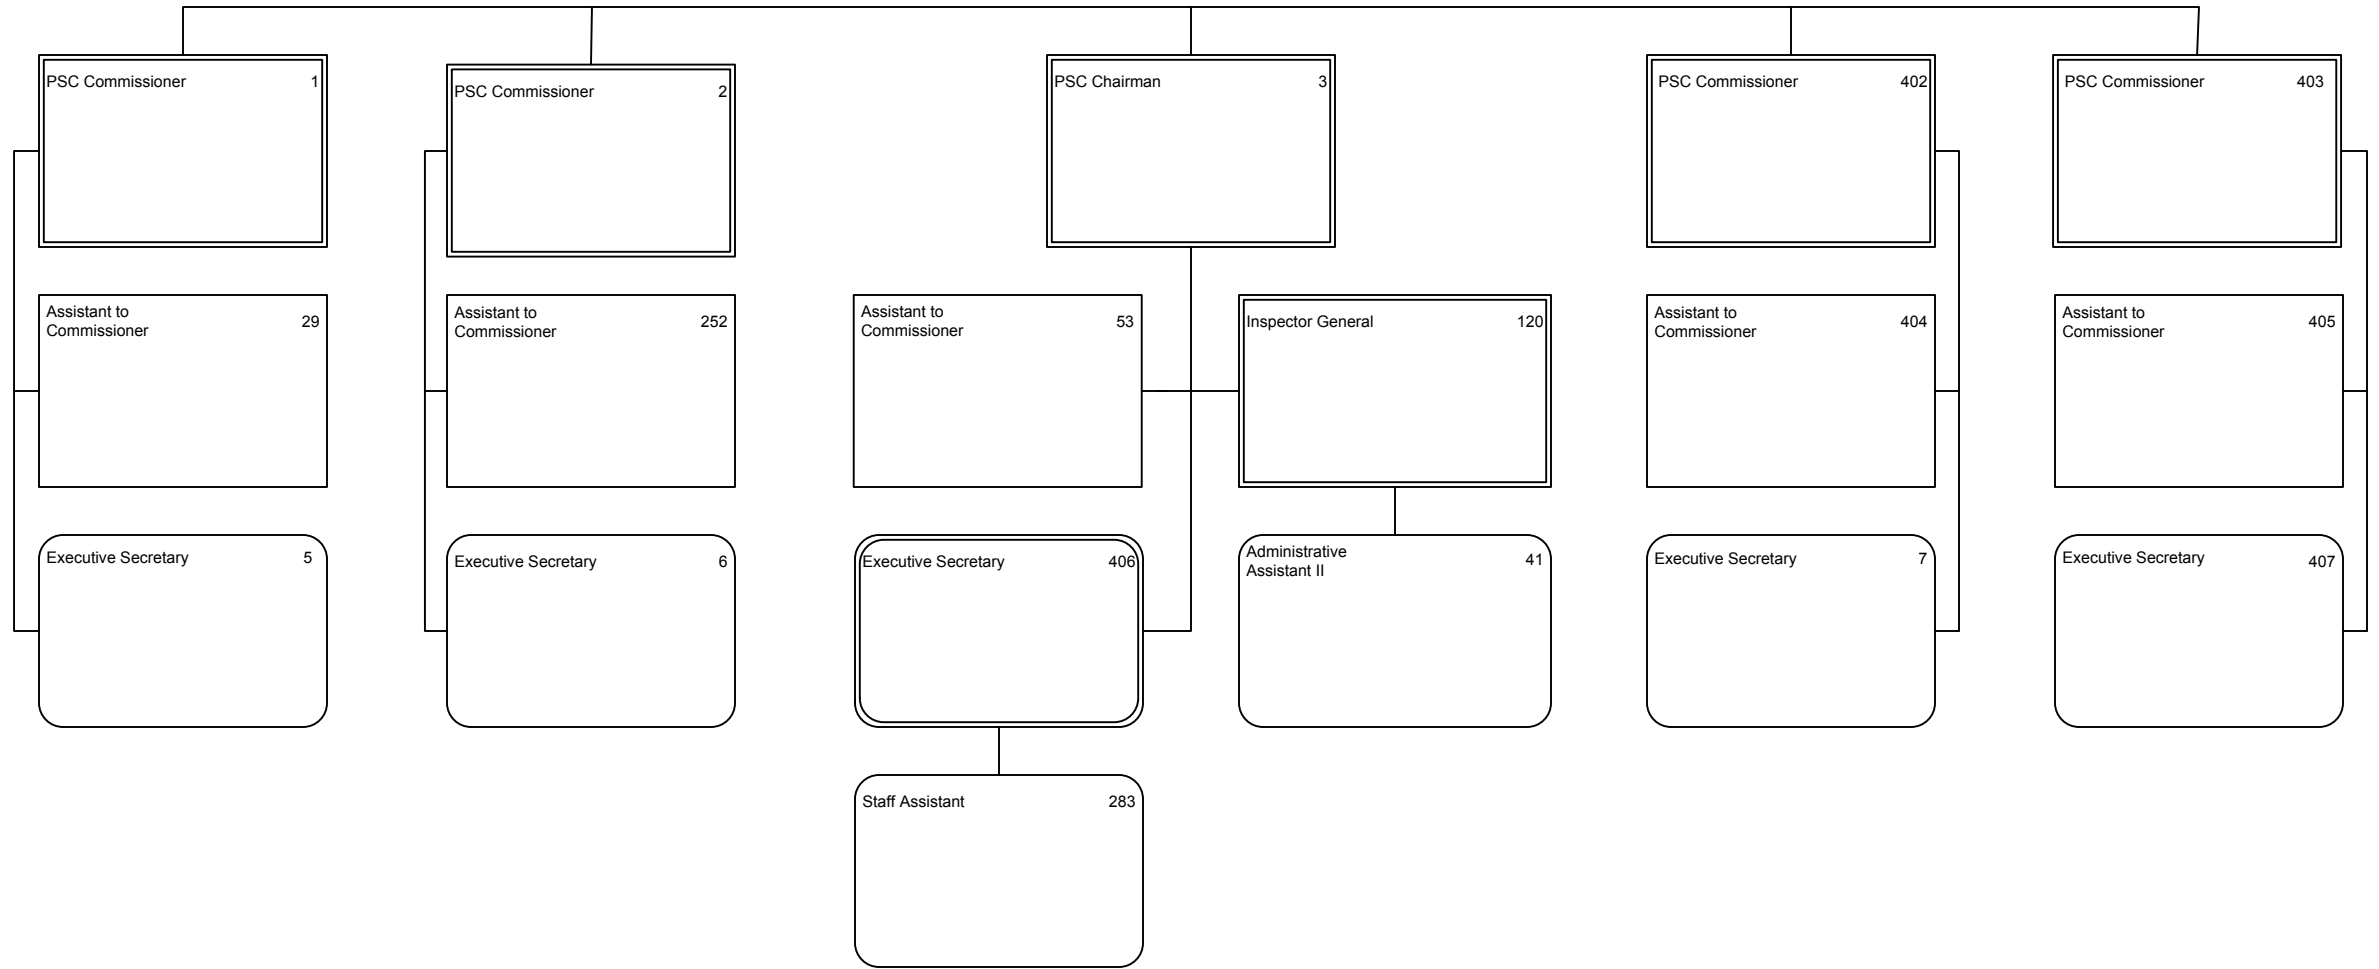 PSC Commissioner 1
PSC Commissioner 2
PSC Chairman 3
PSC Commissioner 402
PSC Commissioner 403
Assistant to
Commissioner 29
Assistant to
Commissioner 252
Assistant to
Commissioner 53
Inspector General 120
Assistant to
Commissioner 404
Assistant to
Commissioner 405
Executive Secretary 5
Executive Secretary 6
Executive Secretary 406
Administrative
Assistant II 41
Executive Secretary 7
Executive Secretary 407
Staff Assistant 283